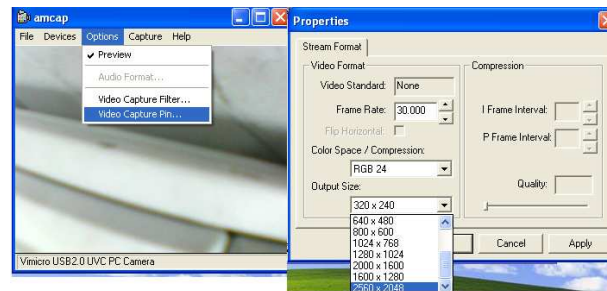 amcap
File Devices Options Capture Help
Preview
Audio Format...
Video Capture Filter...
Video Capture Pin...
Vimicro USB2.0 UVC PC Camera
Properties
Stream Format
Video Format
Video Standard: None
Frame Rate: 30.000
Flip Horizontal:
Color Space / Compression:
RGB 24
Output Size:
320 x 240
640 x 480
800 x 600
1024 x 768
1280 x 1024
2000 x 1600
1600 x 1280
2560 x 2048
Compression
I Frame Interval:
P Frame Interval:
Quality:
Cancel Apply